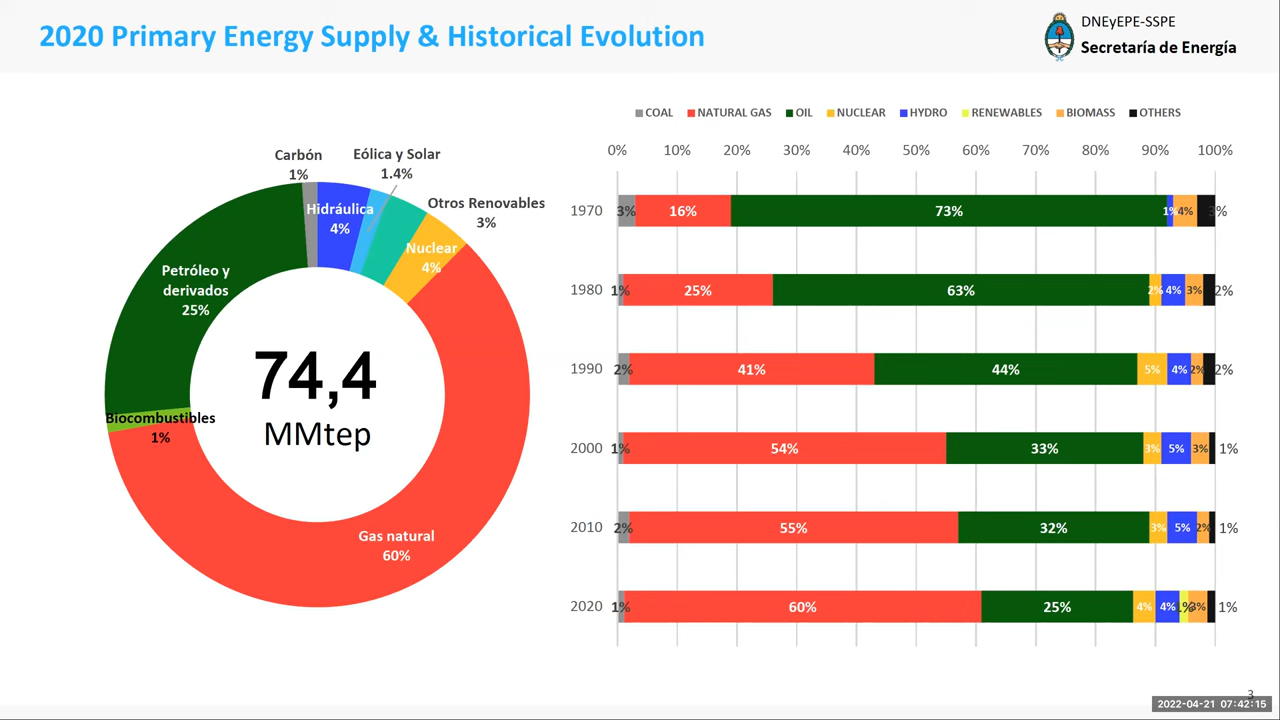 2020 Primary Energy Supply & Historical Evolution
DNEyEPE-SSPE
Secretaría de Energía
Carbón
1%
Eólica y Solar
1.4%
Otros Renovables
3%
Hidráulica
4%
Nuclear
4%
Petróleo y
derivados
25%
74,4
MMtep
Biocombustibles
1%
Gas natural
60%
COAL NATURAL GAS OIL NUCLEAR HYDRO RENEWABLES BIOMASS OTHERS
0% 10% 20% 30% 40% 50% 60% 70% 80% 90% 100%
1970 3% 16% 73% 1% 4% 3%
1980 1% 25% 63% 2% 4% 3% 2%
1990 2% 41% 44% 5% 4% 2% 2%
2000 1% 54% 33% 3% 5% 3% 1%
2010 2% 55% 32% 3% 5% 2% 1%
2020 1% 60% 25% 4% 4% 1% 3% 1%
3
2022-04-21 07:42:15